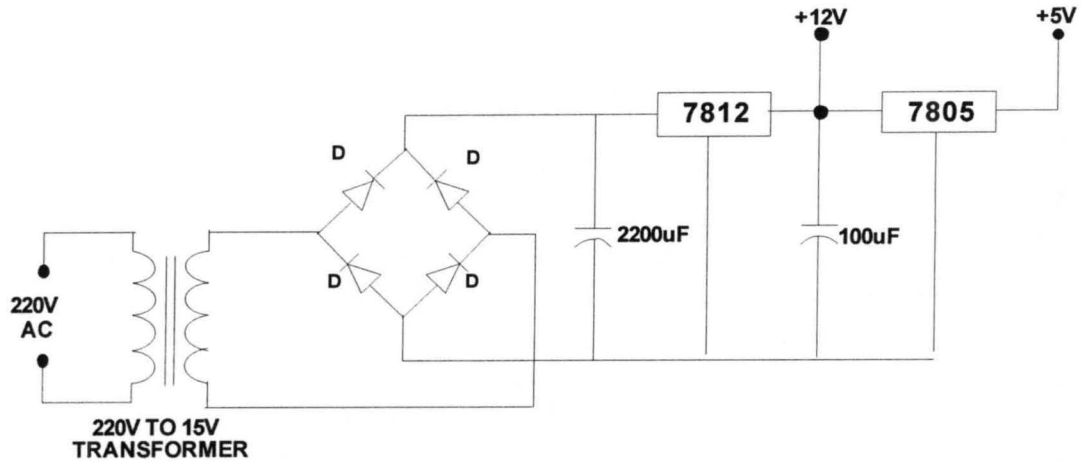 +12V
+5V
7812
7805
D
D
2200uF
100uF
D
D
220V
AC
220V TO 15V
TRANSFORMER